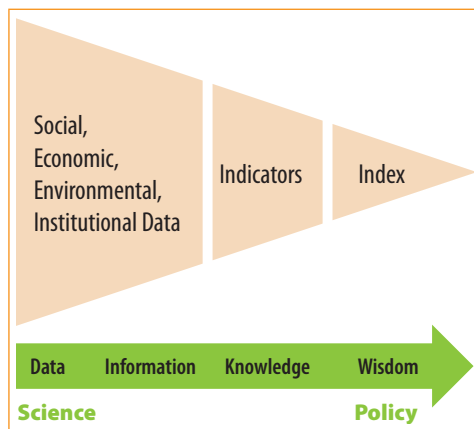 Social,
Economic,
Environmental,
Institutional Data
Indicators
Index
Data Information Knowledge Wisdom
Science Policy